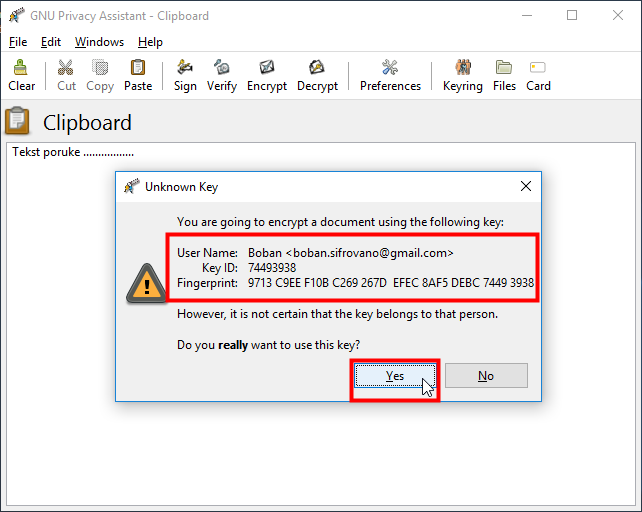 GNU Privacy Assistant - Clipboard
File Edit Windows Help
Clear Cut Copy Paste Sign Verify Encrypt Decrypt Preferences Keyring Files Card
Clipboard
Tekst poruke .................
Unknown Key
You are going to encrypt a document using the following key:
User Name: Boban <boban.sifrovano@gmail.com>
Key ID: 74493938
Fingerprint: 9713 C9EE F10B C269 267D  EFEC 8AF5 DEBC 7449 3938
However, it is not certain that the key belongs to that person.
Do you really want to use this key?
Yes No